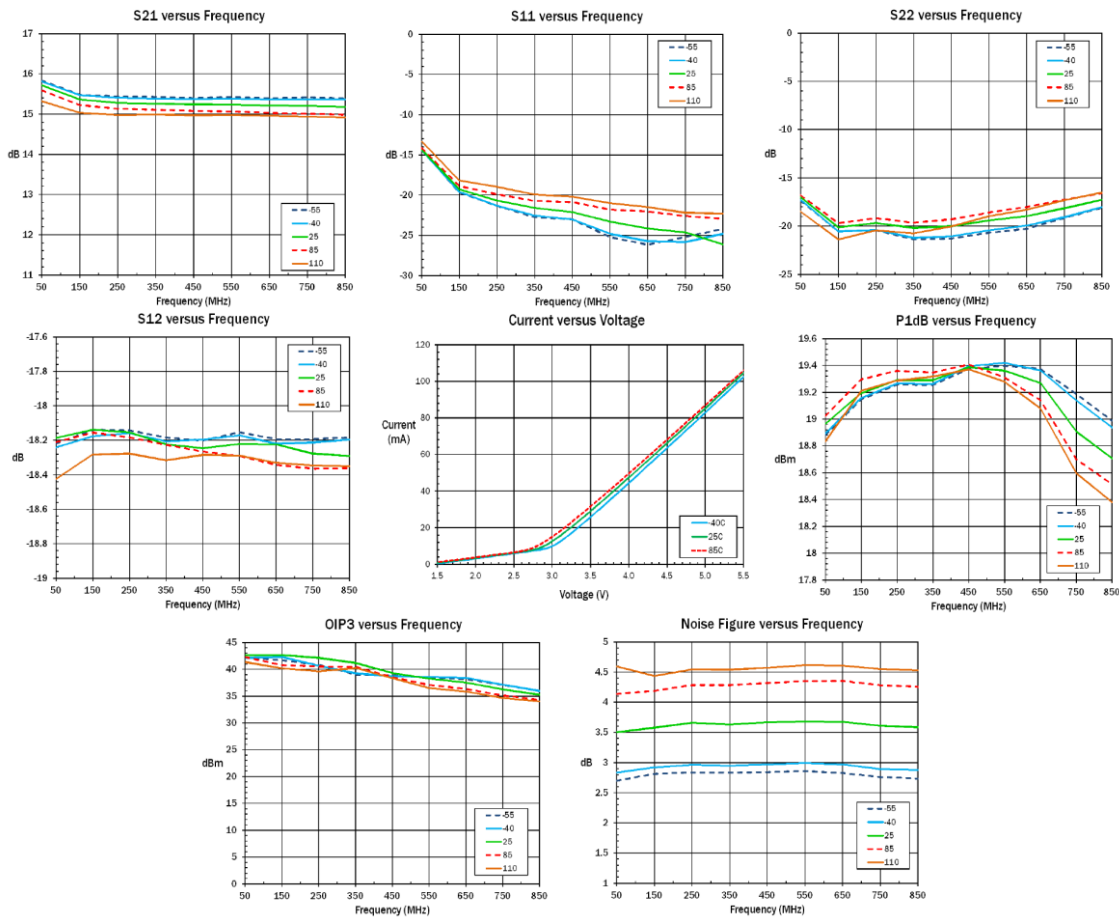 S21 versus Frequency
17
16
15
14
13
12
11
dB
-55
-40
25
85
110
50 150 250 350 450 550 650 750 850
Frequency (MHz)
S11 versus Frequency
0
-5
-10
-15
-20
-25
-30
dB
-55
-40
25
85
110
50 150 250 350 450 550 650 750 850
Frequency (MHz)
S22 versus Frequency
0
-5
-10
-15
-20
-25
dB
-55
-40
25
85
110
50 150 250 350 450 550 650 750 850
Frequency (MHz)
S12 versus Frequency
-17.6
-17.8
-18
-18.2
-18.4
-18.6
-18.8
-19
dB
-55
-40
25
85
110
50 150 250 350 450 550 650 750 850
Frequency (MHz)
Current versus Voltage
120
100
80
60
40
20
0
Current
(mA)
-40C
25C
85C
1.5 2.0 2.5 3.0 3.5 4.0 4.5 5.0 5.5
Voltage (V)
P1dB versus Frequency
19.6
19.4
19.2
19
18.8
18.6
18.4
18.2
18
17.8
dBm
-55
-40
25
85
110
50 150 250 350 450 550 650 750 850
Frequency (MHz)
OIP3 versus Frequency
45
40
35
30
25
20
15
10
5
0
dBm
-55
-40
25
85
110
50 150 250 350 450 550 650 750 850
Frequency (MHz)
Noise Figure versus Frequency
5
4.5
4
3.5
3
2.5
2
1.5
1
dB
-55
-40
25
85
110
50 150 250 350 450 550 650 750 850
Frequency (MHz)